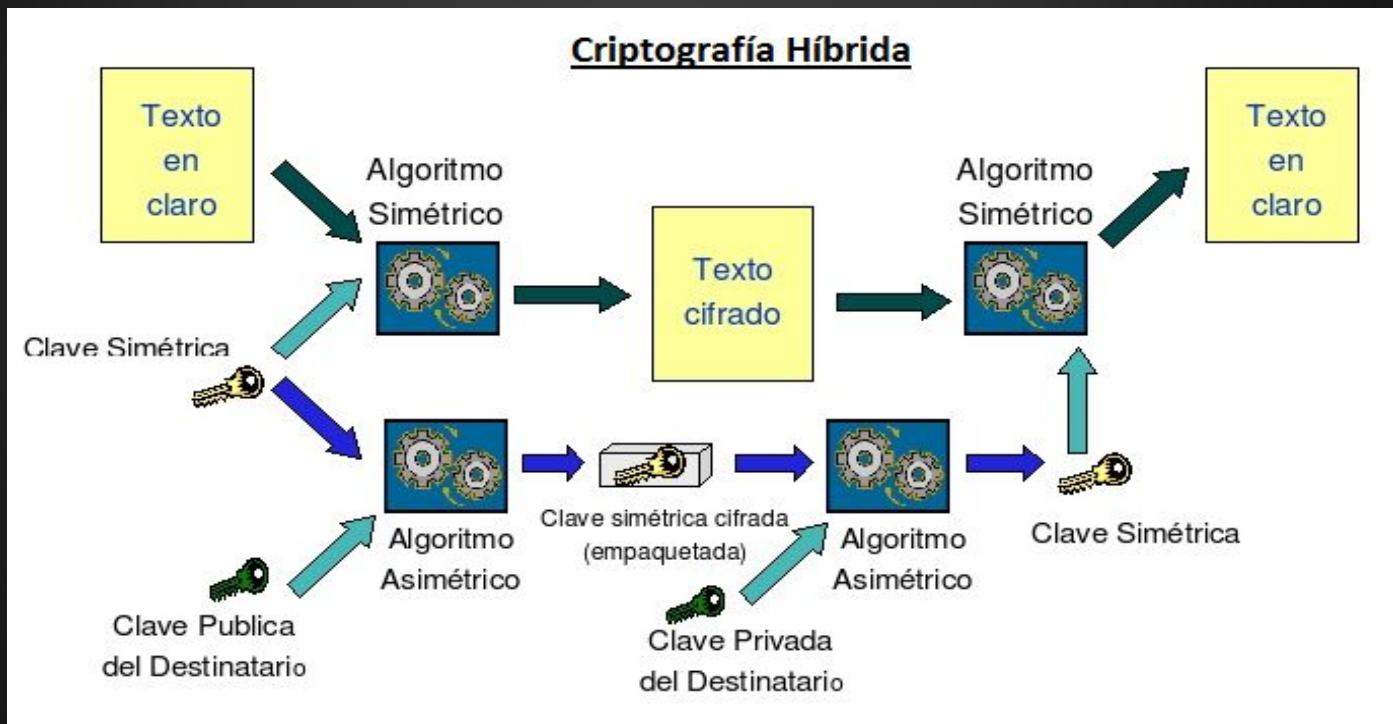 Criptografía Híbrida
Texto
en
claro
Algoritmo
Simétrico
Texto
cifrado
Algoritmo
Simétrico
Texto
en
claro
Clave Simétrica
Algoritmo
Asimétrico
Clave simétrica cifrada
(empaquetada)
Algoritmo
Asimétrico
Clave Simétrica
Clave Publica
del Destinatario
Clave Privada
del Destinatario